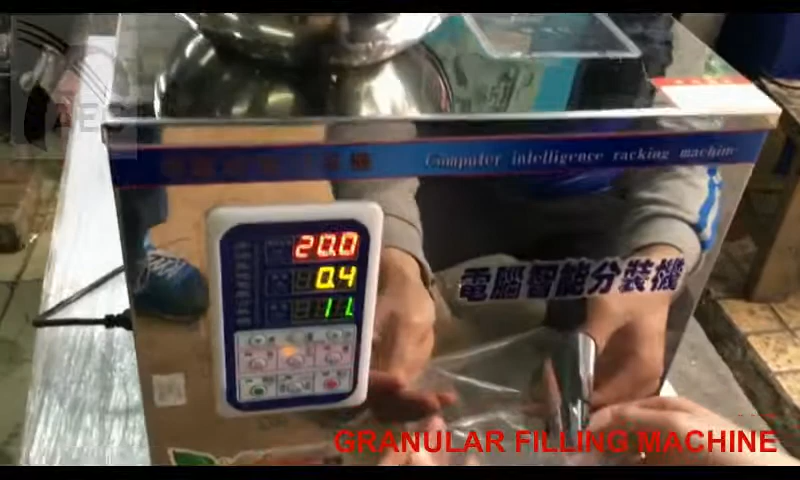 AES
Computer intelligence racking machine
20.0
0.4
11.
電腦智能分裝機
GRANULAR FILLING MACHINE